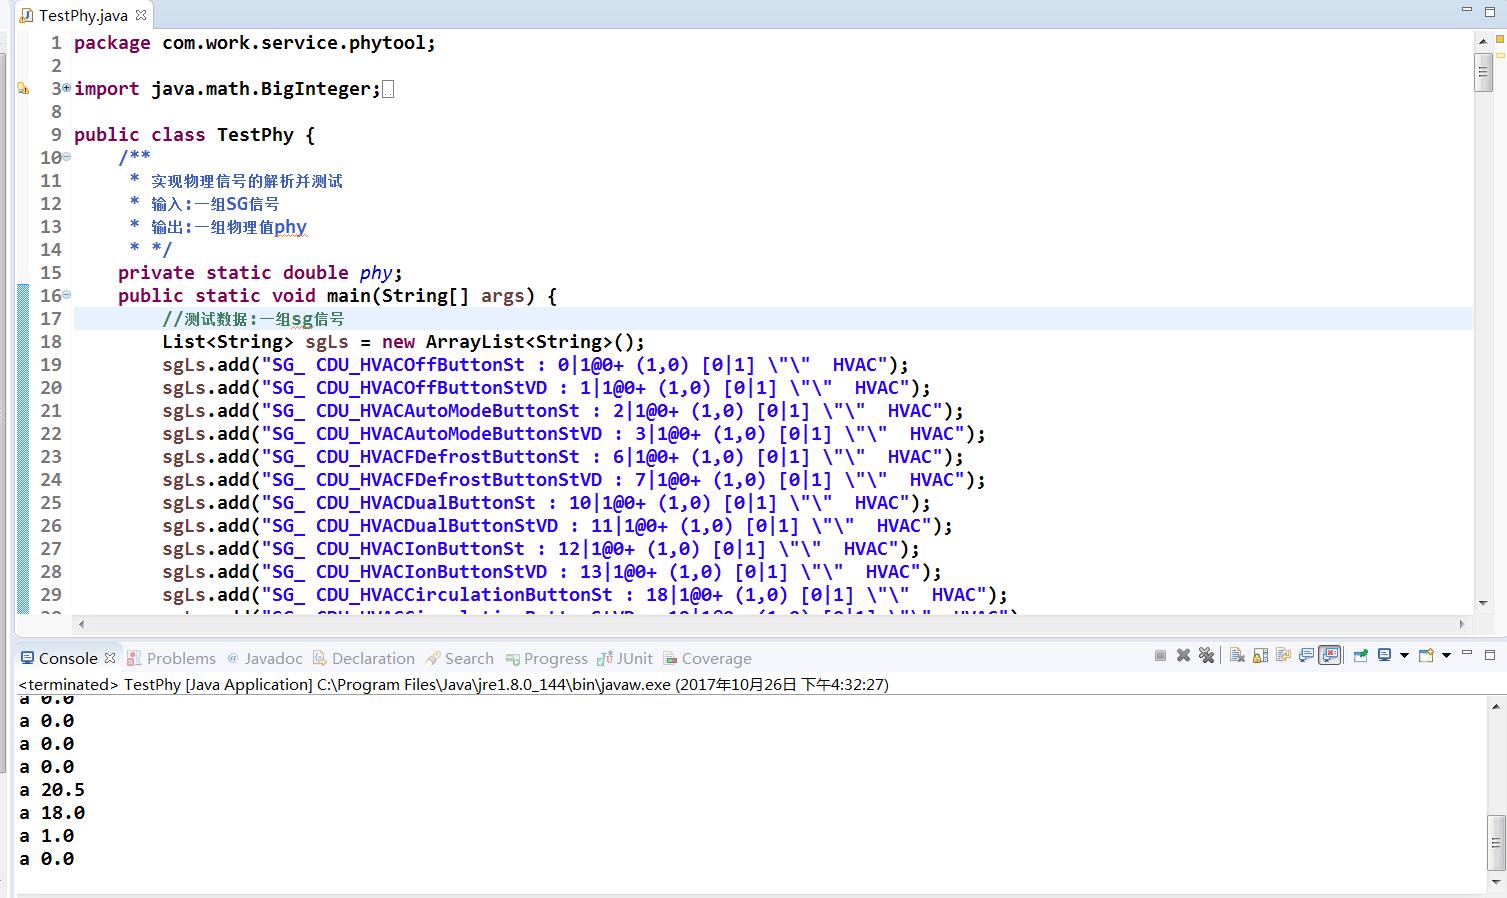 TestPhy.java
1 package com.work.service.phytool;
2
3 import java.math.BigInteger;
8
9 public class TestPhy {
10 /**
11 * 实现物理信号的解析并测试
12 * 输入:一组SG信号
13 * 输出:一组物理值phy
14 * */
15 private static double phy;
16 public static void main(String[] args) {
17 //测试数据:一组sg信号
18 List<String> sgLs = new ArrayList<String>();
19 sgLs.add("SG_ CDU_HVACOffButtonSt : 0|1@0+ (1,0) [0|1] \"\"  HVAC");
20 sgLs.add("SG_ CDU_HVACOffButtonStVD : 1|1@0+ (1,0) [0|1] \"\"  HVAC");
21 sgLs.add("SG_ CDU_HVACAutoModeButtonSt : 2|1@0+ (1,0) [0|1] \"\"  HVAC");
22 sgLs.add("SG_ CDU_HVACAutoModeButtonStVD : 3|1@0+ (1,0) [0|1] \"\"  HVAC");
23 sgLs.add("SG_ CDU_HVACFDefrostButtonSt : 6|1@0+ (1,0) [0|1] \"\"  HVAC");
24 sgLs.add("SG_ CDU_HVACFDefrostButtonStVD : 7|1@0+ (1,0) [0|1] \"\"  HVAC");
25 sgLs.add("SG_ CDU_HVACDualButtonSt : 10|1@0+ (1,0) [0|1] \"\"  HVAC");
26 sgLs.add("SG_ CDU_HVACDualButtonStVD : 11|1@0+ (1,0) [0|1] \"\"  HVAC");
27 sgLs.add("SG_ CDU_HVACIonButtonSt : 12|1@0+ (1,0) [0|1] \"\"  HVAC");
28 sgLs.add("SG_ CDU_HVACIonButtonStVD : 13|1@0+ (1,0) [0|1] \"\"  HVAC");
29 sgLs.add("SG_ CDU_HVACCirculationButtonSt : 18|1@0+ (1,0) [0|1] \"\"  HVAC");
Console Problems @ Javadoc Declaration Search Progress JUnit Coverage
<terminated> TestPhy [Java Application] C:\Program Files\Java\jre1.8.0_144\bin\javaw.exe (2017年10月26日 下午4:32:27)
a 0.0
a 0.0
a 0.0
a 0.0
a 20.5
a 18.0
a 1.0
a 0.0